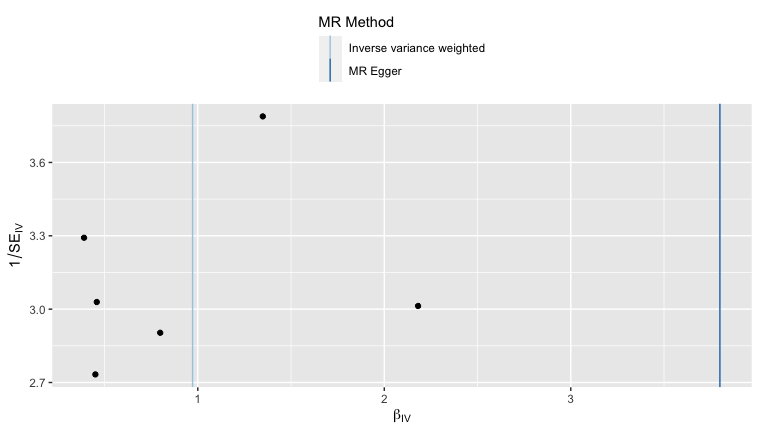 MR Method
Inverse variance weighted
MR Egger
1/SE_IV
3.6
3.3
3.0
2.7
1 2 3
β_IV